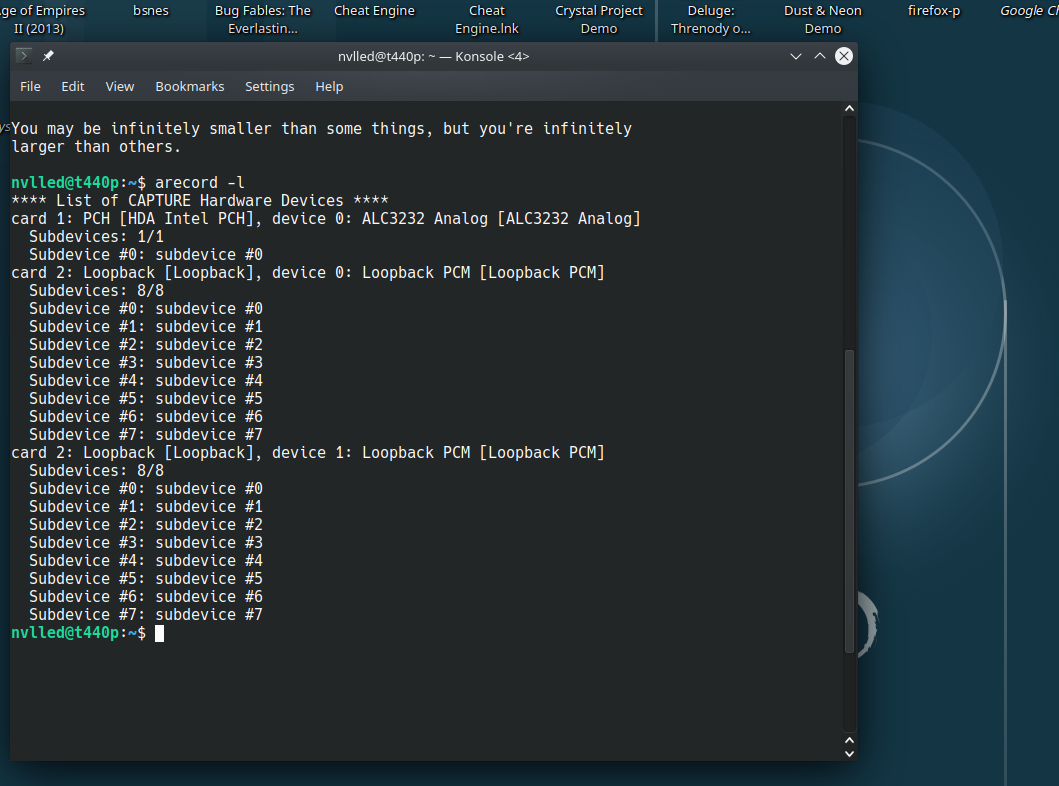 ge of Empires
II (2013)
bsnes
Bug Fables: The
Everlastin...
Cheat Engine
Cheat
Engine.lnk
Crystal Project
Demo
Deluge:
Threnody o...
Dust & Neon
Demo
firefox-p
Google Ch
nvlled@t440p: ~ — Konsole <4>
File Edit View Bookmarks Settings Help
You may be infinitely smaller than some things, but you're infinitely
larger than others.
nvlled@t440p:~$ arecord -l
**** List of CAPTURE Hardware Devices ****
card 1: PCH [HDA Intel PCH], device 0: ALC3232 Analog [ALC3232 Analog]
Subdevices: 1/1
Subdevice #0: subdevice #0
card 2: Loopback [Loopback], device 0: Loopback PCM [Loopback PCM]
Subdevices: 8/8
Subdevice #0: subdevice #0
Subdevice #1: subdevice #1
Subdevice #2: subdevice #2
Subdevice #3: subdevice #3
Subdevice #4: subdevice #4
Subdevice #5: subdevice #5
Subdevice #6: subdevice #6
Subdevice #7: subdevice #7
card 2: Loopback [Loopback], device 1: Loopback PCM [Loopback PCM]
Subdevices: 8/8
Subdevice #0: subdevice #0
Subdevice #1: subdevice #1
Subdevice #2: subdevice #2
Subdevice #3: subdevice #3
Subdevice #4: subdevice #4
Subdevice #5: subdevice #5
Subdevice #6: subdevice #6
Subdevice #7: subdevice #7
nvlled@t440p:~$